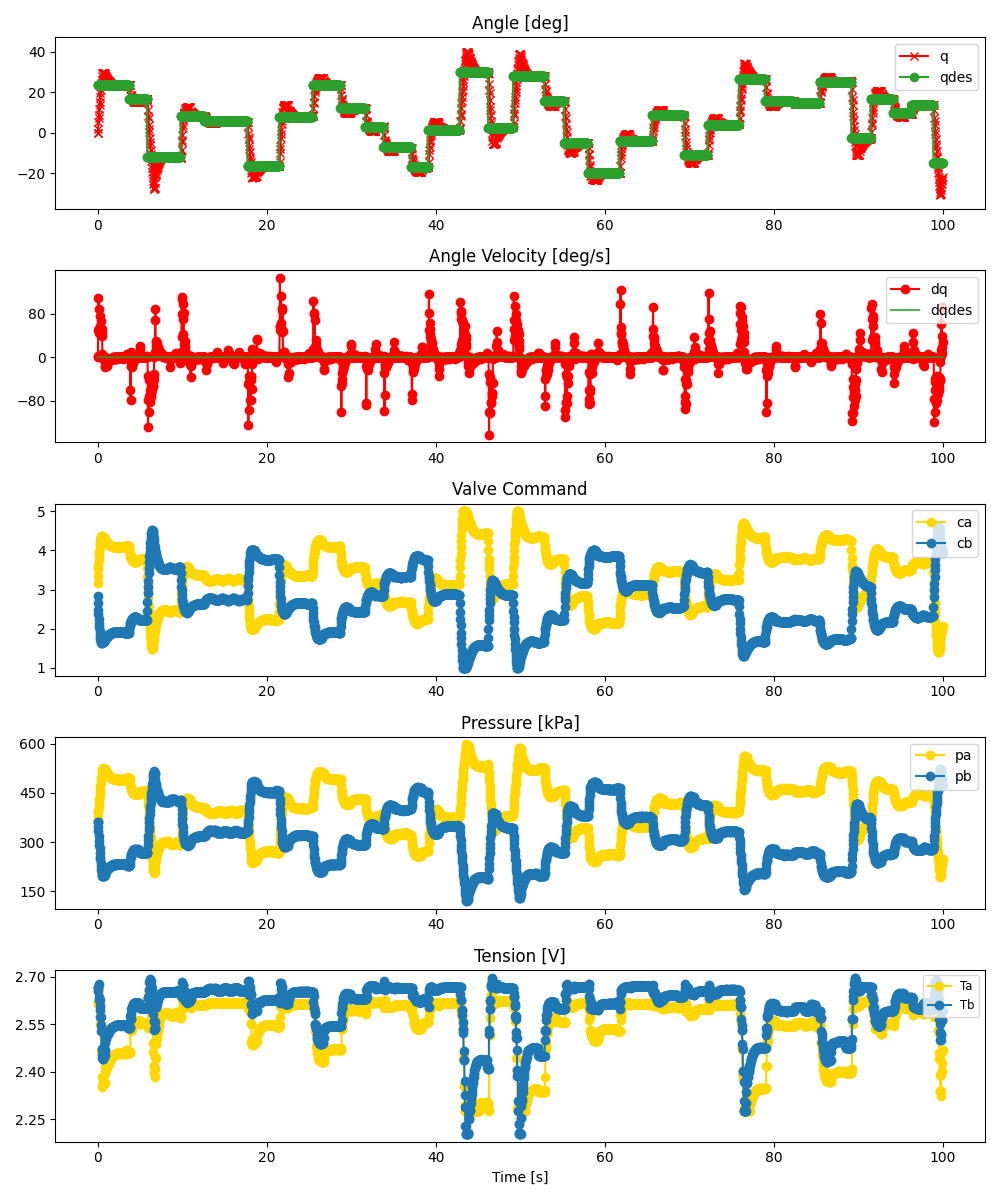 Angle [deg]
40
20
0
−20
q
qdes
0 20 40 60 80 100
Angle Velocity [deg/s]
80
0
−80
dq
dqdes
0 20 40 60 80 100
Valve Command
5
4
3
2
1
ca
cb
0 20 40 60 80 100
Pressure [kPa]
600
450
300
150
pa
pb
0 20 40 60 80 100
Tension [V]
2.70
2.55
2.40
2.25
Ta
Tb
0 20 40 60 80 100
Time [s]